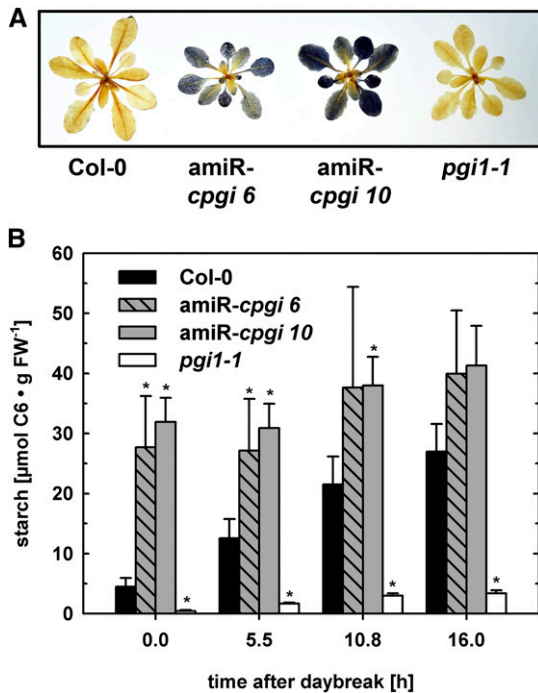 A
Col-0
amiR-
cpgi 6
amiR-
cpgi 10
pgi1-1
B
starch [µmol C6 • g FW⁻¹]
60
50
40
30
20
10
0
Col-0
amiR-cpgi 6
amiR-cpgi 10
pgi1-1
* * * * * * * *  *
0.0 5.5 10.8 16.0
time after daybreak [h]